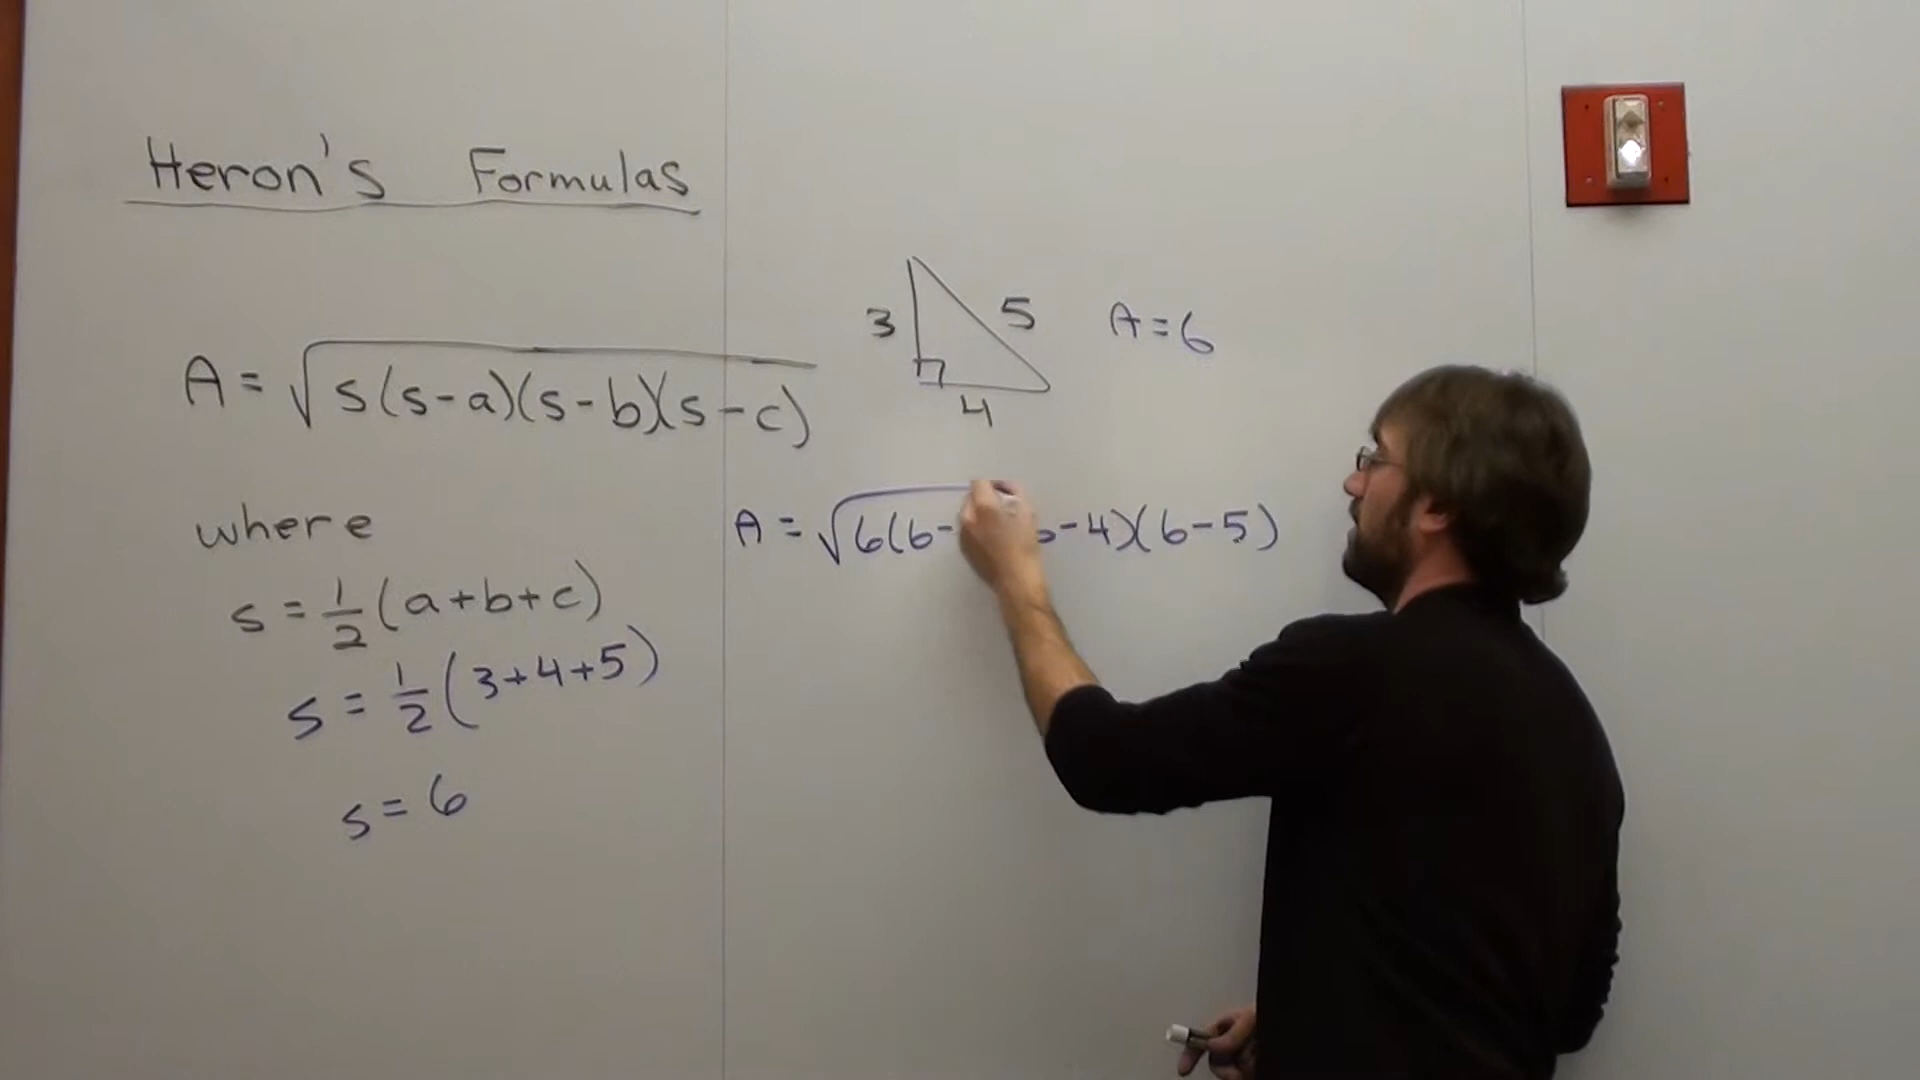 Heron's Formulas
A = √s(s-a)(s-b)(s-c)
where
s = 1/2 (a+b+c)
s = 1/2 (3+4+5)
s = 6
3
5
4
A = 6
A = √6(6- -4)(6-5)